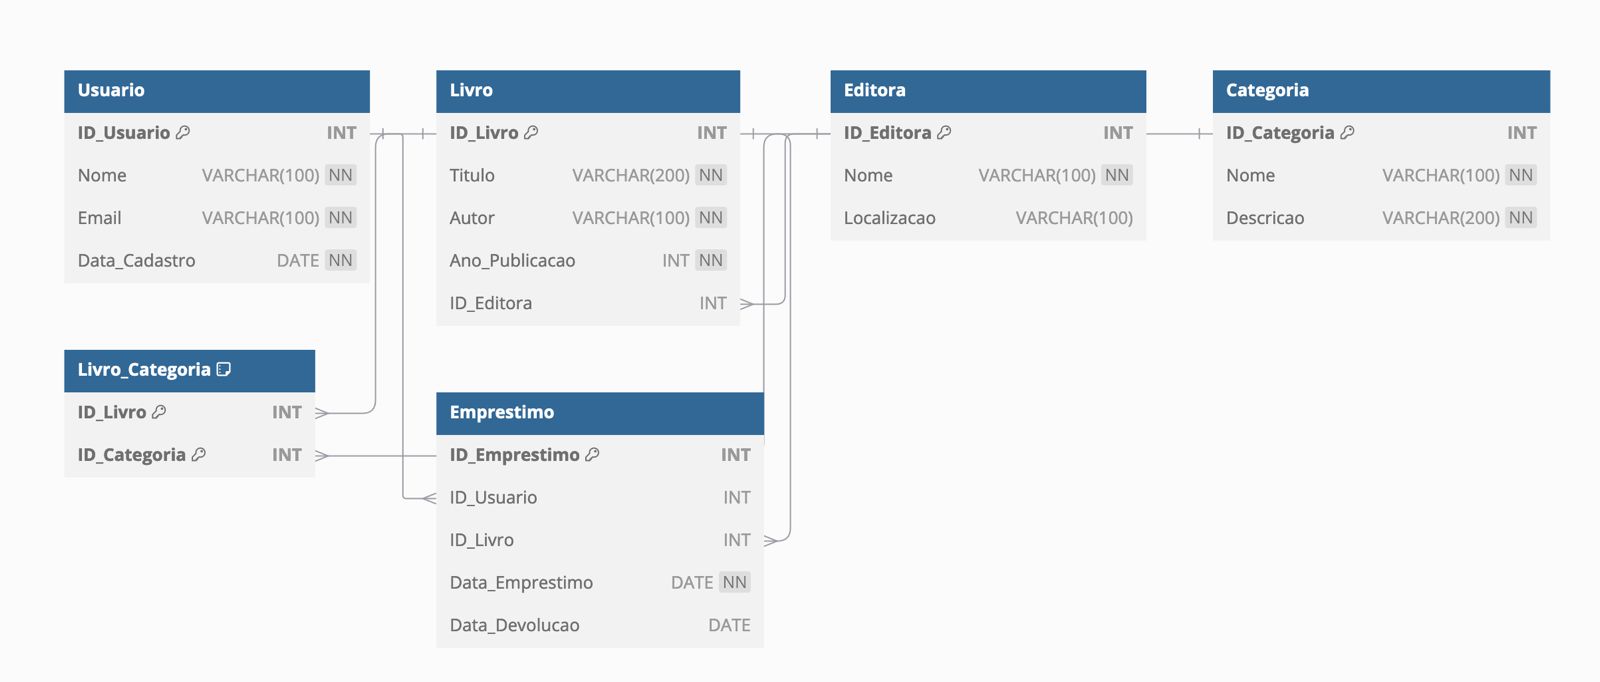 Usuario
ID_Usuario INT
Nome VARCHAR(100) NN
Email VARCHAR(100) NN
Data_Cadastro DATE NN
Livro
ID_Livro INT
Titulo VARCHAR(200) NN
Autor VARCHAR(100) NN
Ano_Publicacao INT NN
ID_Editora INT
Editora
ID_Editora INT
Nome VARCHAR(100) NN
Localizacao VARCHAR(100)
Categoria
ID_Categoria INT
Nome VARCHAR(100) NN
Descricao VARCHAR(200) NN
Livro_Categoria
ID_Livro INT
ID_Categoria INT
Emprestimo
ID_Emprestimo INT
ID_Usuario INT
ID_Livro INT
Data_Emprestimo DATE NN
Data_Devolucao DATE